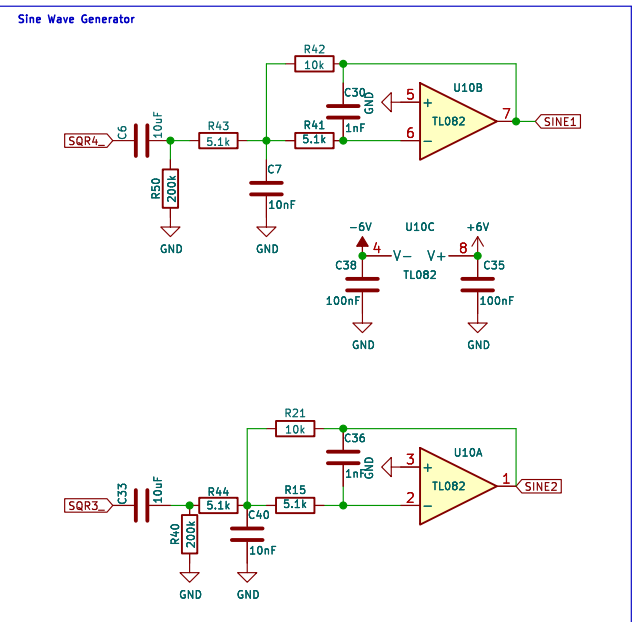 Sine Wave Generator
R42
10k
U10B
C30
GND
1nF
5
+
TL082
7
SINE1
6
-
SQR4_
C6
10uF
R43
5.1k
R41
5.1k
R50
200k
C7
10nF
GND
GND
-6V
U10C
+6V
4
V-
V+
8
C38
TL082
C35
100nF
100nF
GND
GND
R21
10k
C36
U10A
1nF
GND
3
+
TL082
1
SINE2
2
-
SQR3_
C33
10uF
R44
5.1k
R15
5.1k
R40
200k
C40
10nF
GND
GND